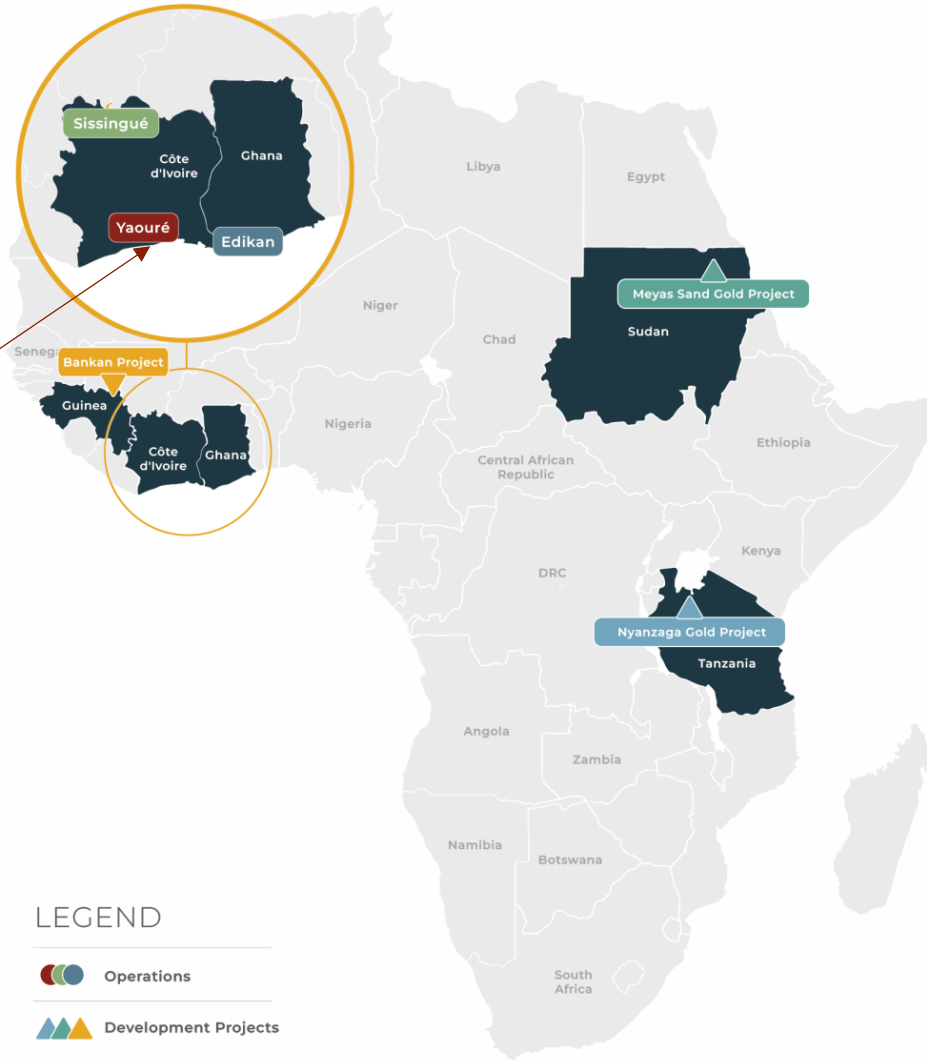 Sissingué
Côte
d'Ivoire
Ghana
Yaouré
Edikan
Libya
Egypt
Niger
Chad
Meyas Sand Gold Project
Sudan
Seneg
Bankan Project
Guinea
Côte
d'Ivoire
Ghana
Nigeria
Central African
Republic
Ethiopia
Kenya
DRC
Nyanzaga Gold Project
Tanzania
Angola
Zambia
Namibia
Botswana
South
Africa
LEGEND
Operations
Development Projects